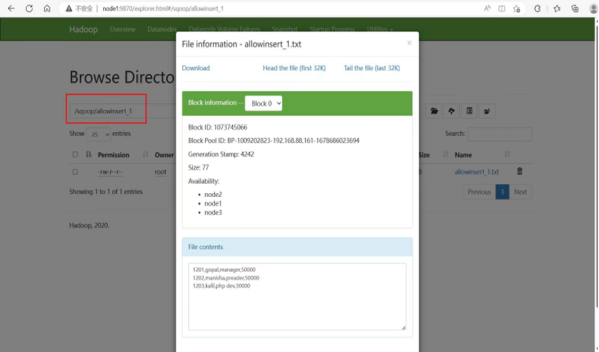 不安全 | node1:9870/explorer.html#/sqoop/allowinsert_1
Hadoop Overview Datanodes Datanode Volume Failures Snapshot Startup Progress Utilities
File information - allowinsert_1.txt ×
Download Head the file (first 32K) Tail the file (last 32K)
Browse Directo
Block information -- Block 0
/sqoop/allowinsert_1
Block ID: 1073745066
Show 25 entries Search:
Block Pool ID: BP-1009202823-192.168.88.161-1678686023694
Generation Stamp: 4242
Permission Owner Size Name
Size: 77
-rw-r--r-- root allowinsert_1.txt
Availability:
Showing 1 to 1 of 1 entries Previous 1 Next
node2
node1
node3
Hadoop, 2020.
File contents
1201,gopal,manager,50000
1202,manisha,preader,50000
1203,kalil,php dev,30000